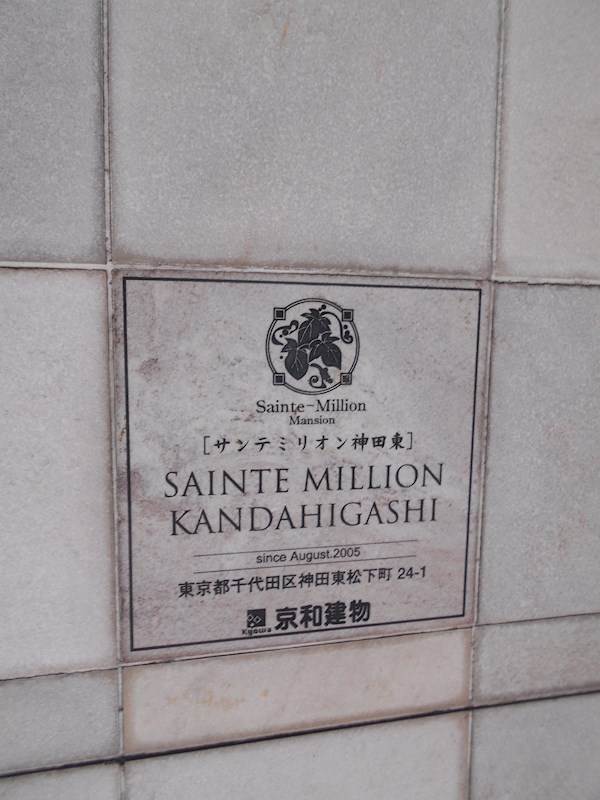 Sainte-Million
Mansion
[サンテミリオン神田東]
SAINTE MILLION
KANDAHIGASHI
since August.2005
東京都千代田区神田東松下町 24-1
Kyowa 京和建物